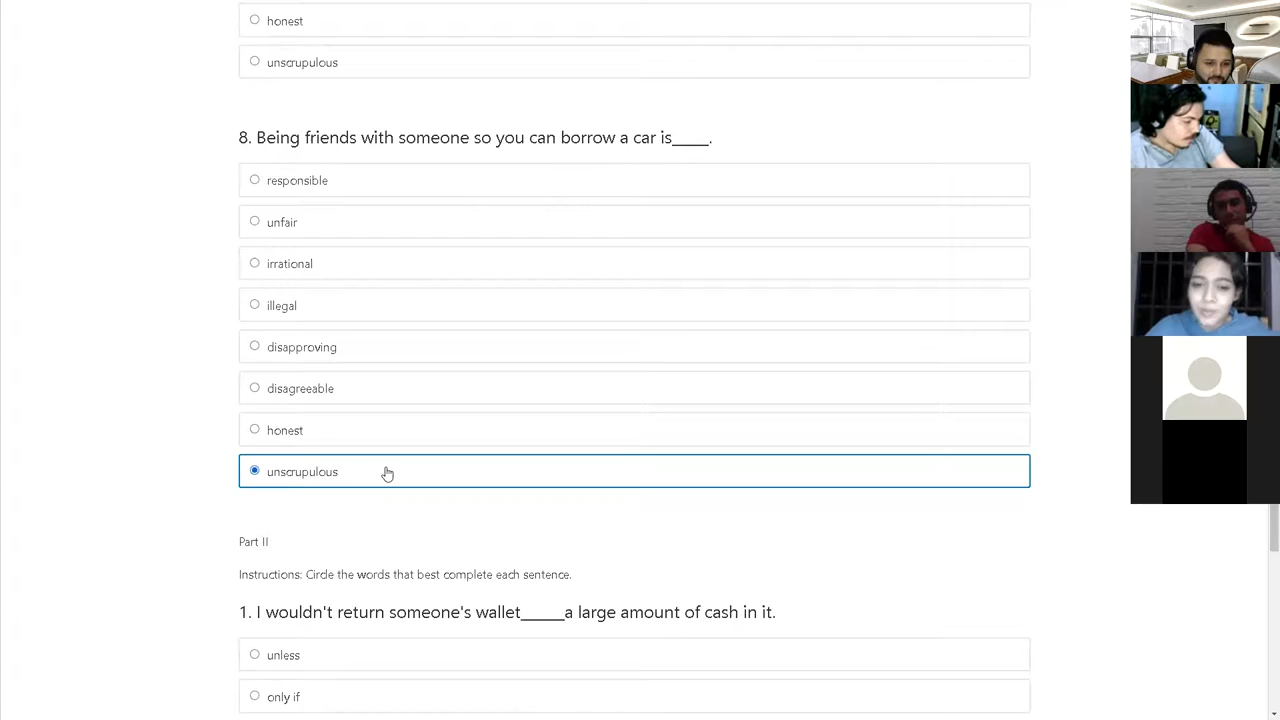 honest
unscrupulous
8. Being friends with someone so you can borrow a car is____.
responsible
unfair
irrational
illegal
disapproving
disagreeable
honest
unscrupulous
Part II
Instructions: Circle the words that best complete each sentence.
1. I wouldn't return someone's wallet_____a large amount of cash in it.
unless
only if